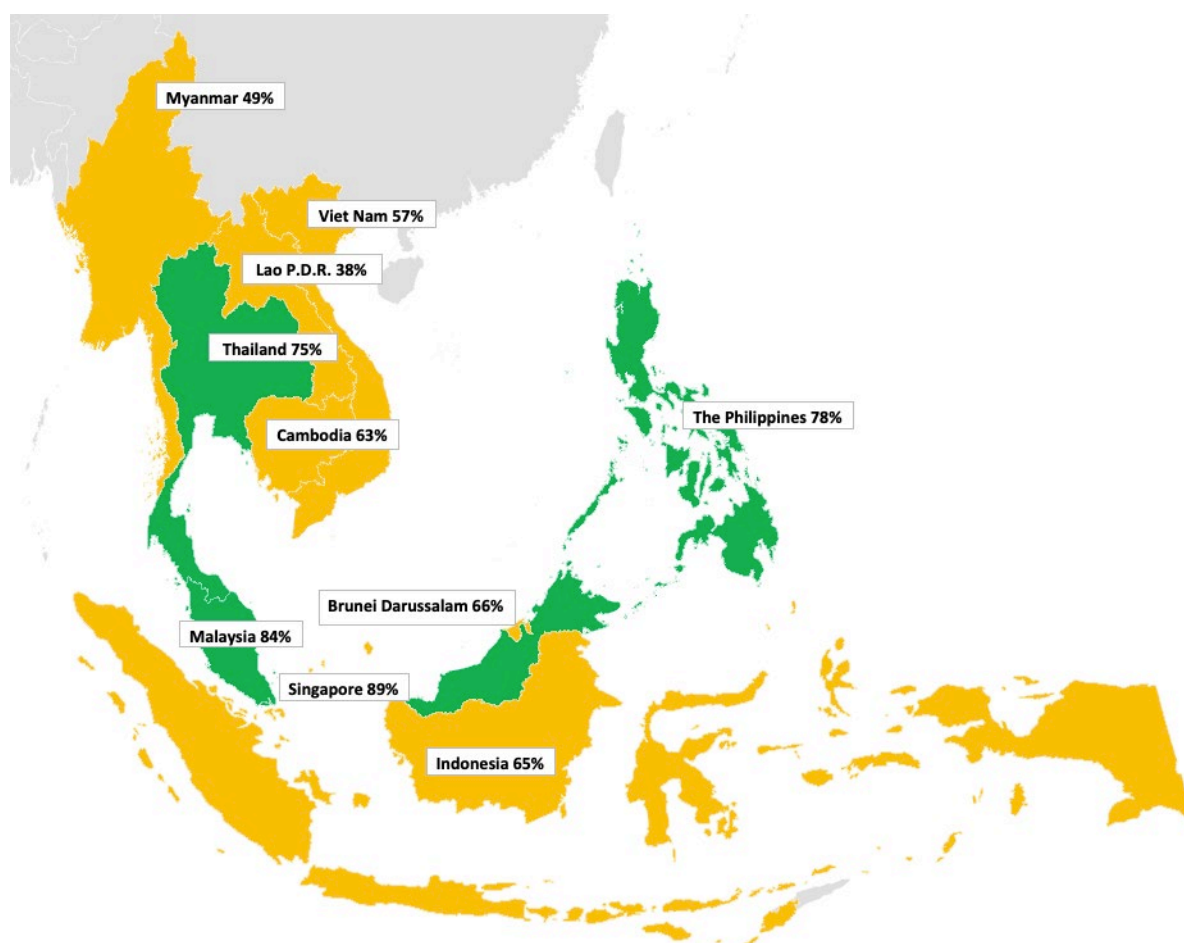 Myanmar 49%
Viet Nam 57%
Lao P.D.R. 38%
Thailand 75%
The Philippines 78%
Cambodia 63%
Brunei Darussalam 66%
Malaysia 84%
Singapore 89%
Indonesia 65%